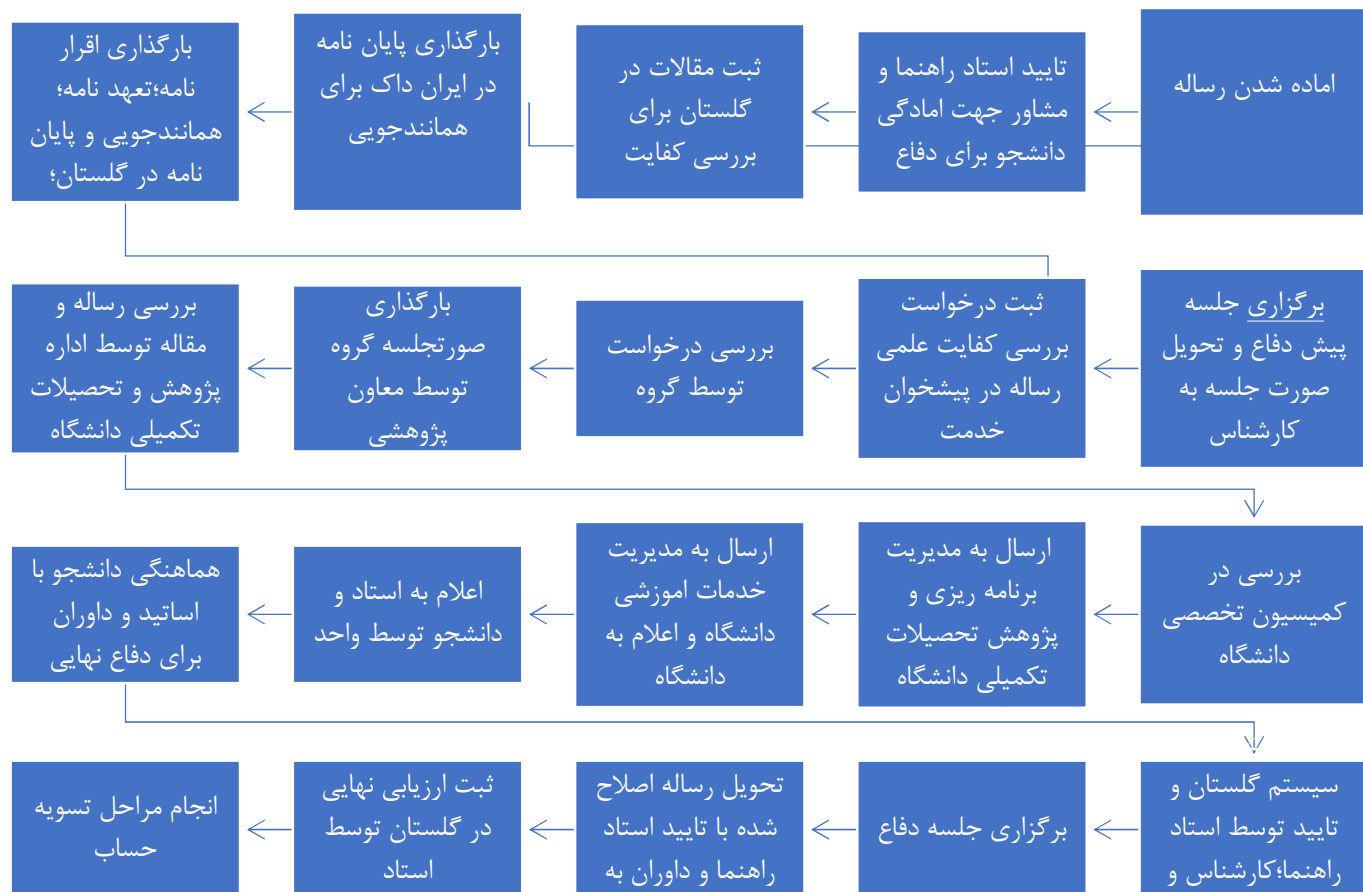 اماده شدن رساله
تایید استاد راهنما و
مشاور جهت امادگی
دانشجو برای دفاع
ثبت مقالات در
گلستان برای
بررسی کفایت
بارگذاری پایان نامه
در ایران داک برای
همانندجویی
بارگذاری اقرار
نامه؛تعهد نامه؛
همانندجویی و پایان
نامه در گلستان؛
برگزاری جلسه
پیش دفاع و تحویل
صورت جلسه به
کارشناس
ثبت درخواست
بررسی کفایت علمی
رساله در پیشخوان
خدمت
بررسی درخواست
توسط گروه
بارگذاری
صورتجلسه گروه
توسط معاون
پژوهشی
بررسی رساله و
مقاله توسط اداره
پژوهش و تحصیلات
تکمیلی دانشگاه
بررسی در
کمیسیون تخصصی
دانشگاه
ارسال به مدیریت
برنامه ریزی و
پژوهش تحصیلات
تکمیلی دانشگاه
ارسال به مدیریت
خدمات اموزشی
دانشگاه و اعلام به
دانشگاه
اعلام به استاد و
دانشجو توسط واحد
هماهنگی دانشجو با
اساتید و داوران
برای دفاع نهایی
سیستم گلستان و
تایید توسط استاد
راهنما؛کارشناس و
برگزاری جلسه دفاع
تحویل رساله اصلاح
شده با تایید استاد
راهنما و داوران به
ثبت ارزیابی نهایی
در گلستان توسط
استاد
انجام مراحل تسویه
حساب